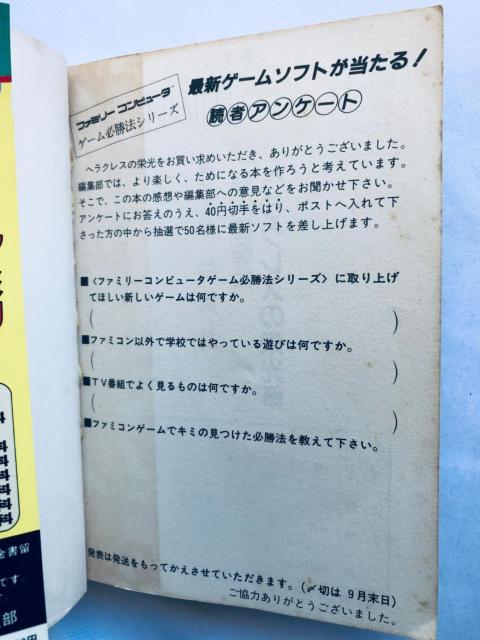 ファミリーコンピュータ
ゲーム必勝法シリーズ
最新ゲームソフトが当たる！
読者アンケート
ヘラクレスの栄光をお買い求めいただき、ありがとうございました。
編集部では、より楽しく、ためになる本を作ろうと考えています。
そこで、この本の感想や編集部への意見などをお聞かせ下さい。
アンケートにお答えのうえ、40円切手をはり、ポストへ入れて下
さった方の中から抽選で50名様に最新ソフトを差し上げます。
■〈ファミリーコンピュータゲーム必勝法シリーズ〉に取り上げ
てほしい新しいゲームは何ですか。
( )
■ファミコン以外で学校ではやっている遊びは何ですか。
( )
■TV番組でよく見るものは何ですか。
( )
■ファミコンゲームでキミの見つけた必勝法を教えて下さい。
発表は発送をもってかえさせていただきます。(〆切は9月末日)
ご協力ありがとうございました。
留書金
です
部